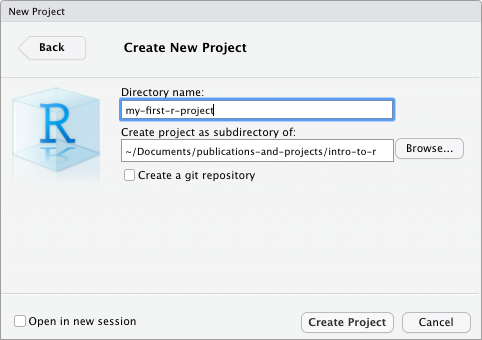 New Project
Back
Create New Project
R
Directory name:
my-first-r-project
Create project as subdirectory of:
~/Documents/publications-and-projects/intro-to-r
Browse...
Create a git repository
Open in new session
Create Project
Cancel